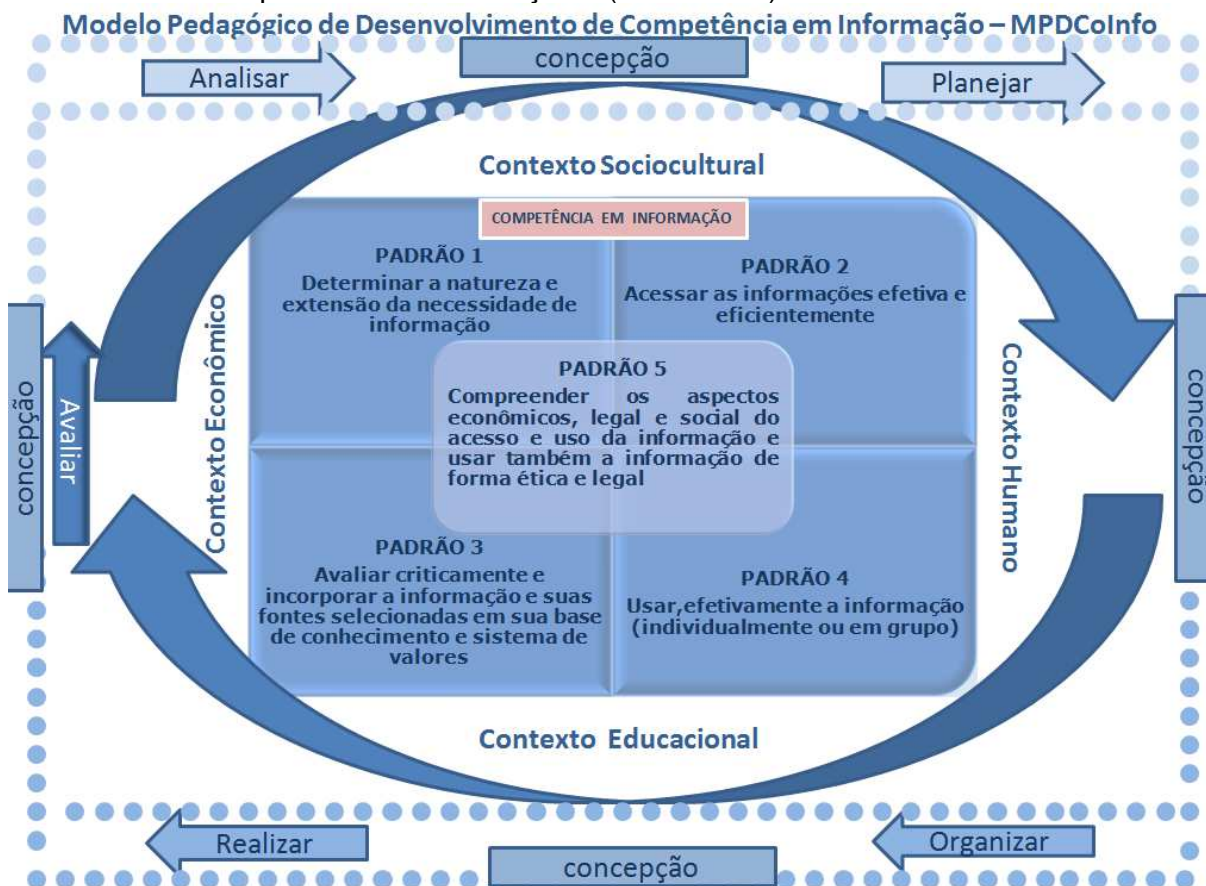 Modelo Pedagógico de Desenvolvimento de Competência em Informação – MPDCoInfo
concepção
Analisar
Planejar
Contexto Sociocultural
COMPETÊNCIA EM INFORMAÇÃO
PADRÃO 1
Determinar a natureza e
extensão da necessidade de
informação
PADRÃO 2
Acessar as informações efetiva e
eficientemente
PADRÃO 5
Compreender os aspectos
econômicos, legal e social do
acesso e uso da informação e
usar também a informação de
forma ética e legal
PADRÃO 3
Avaliar criticamente e
incorporar a informação e suas
fontes selecionadas em sua base
de conhecimento e sistema de
valores
PADRÃO 4
Usar,efetivamente a informação
(individualmente ou em grupo)
concepção
Avaliar
Contexto Econômico
Contexto Humano
concepção
Contexto Educacional
Realizar
concepção
Organizar